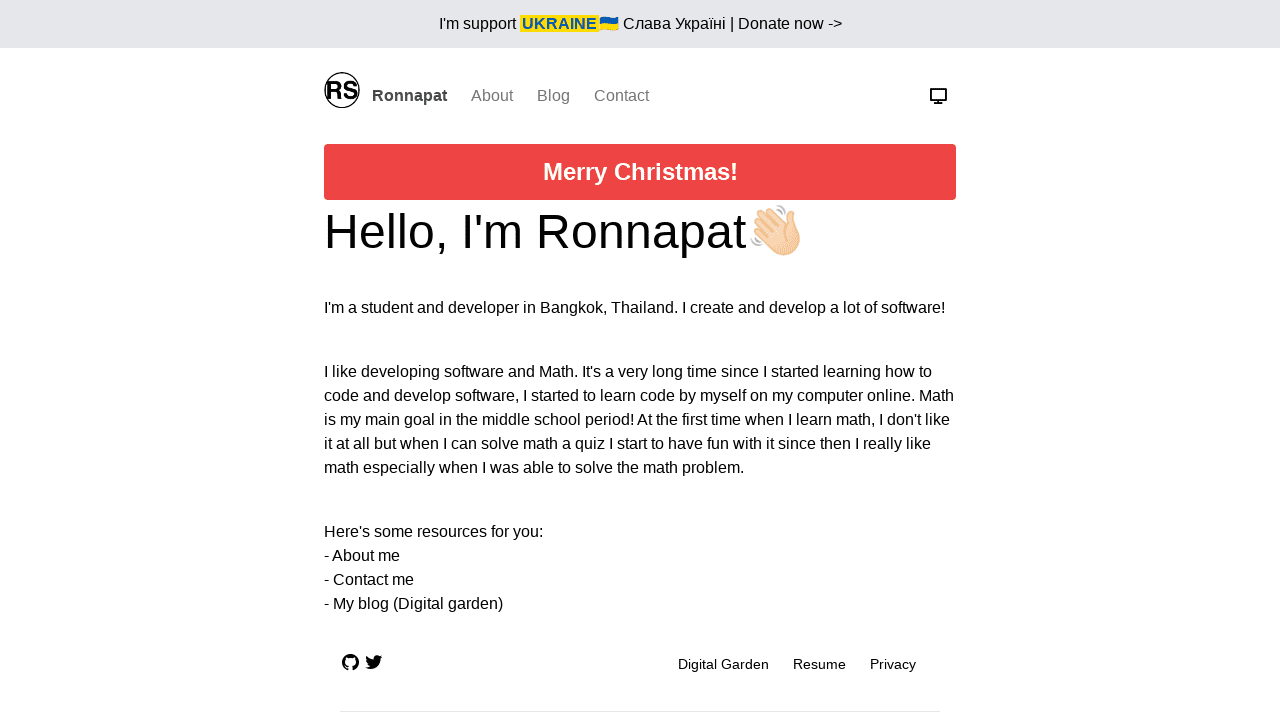 I'm support UKRAINE🇺🇦 Слава Україні | Donate now ->
RS Ronnapat About Blog Contact
Merry Christmas!
Hello, I'm Ronnapat👋🏻
I'm a student and developer in Bangkok, Thailand. I create and develop a lot of software!
I like developing software and Math. It's a very long time since I started learning how to
code and develop software, I started to learn code by myself on my computer online. Math
is my main goal in the middle school period! At the first time when I learn math, I don't like
it at all but when I can solve math a quiz I start to have fun with it since then I really like
math especially when I was able to solve the math problem.
Here's some resources for you:
- About me
- Contact me
- My blog (Digital garden)
Digital Garden Resume Privacy